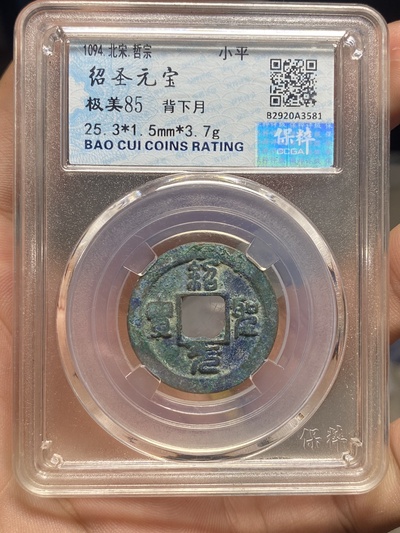 1094.北宋.哲宗 小平
绍圣元宝
极美85 背下月
B2920A3581
25.3*1.5mm*3.7g
保粹
CCGA
BAO CUI COINS RATING
紹聖元寶
保粹